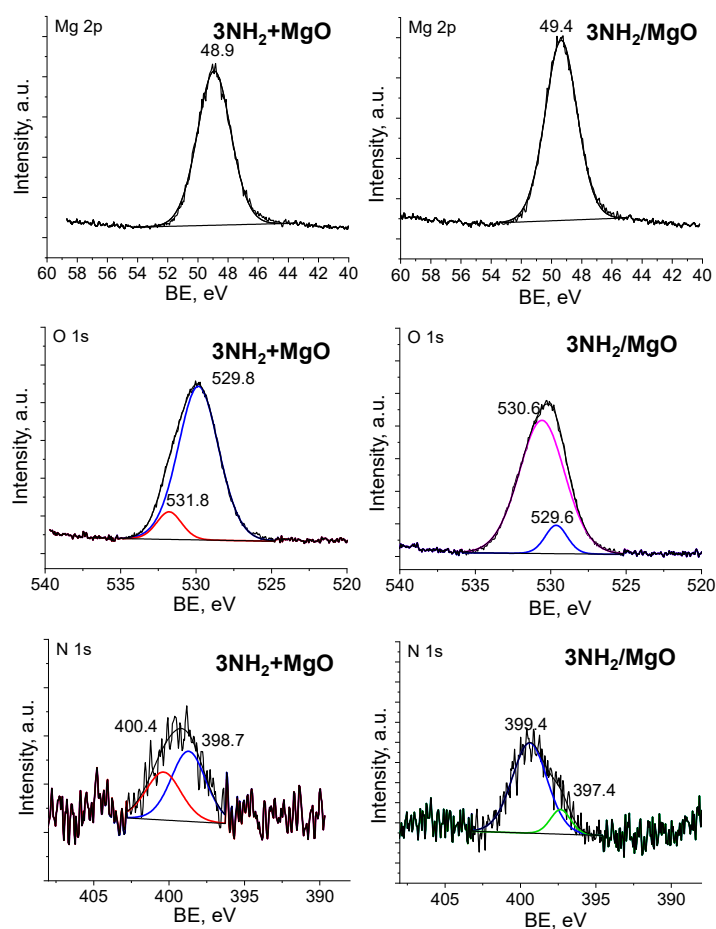 Mg 2p
3NH₂+MgO
48.9
Intensity, a.u.
60 58 56 54 52 50 48 46 44 42 40
BE, eV
Mg 2p
3NH₂/MgO
49.4
Intensity, a.u.
60 58 56 54 52 50 48 46 44 42 40
BE, eV
O 1s
3NH₂+MgO
529.8
531.8
Intensity, a.u.
540 535 530 525 520
BE, eV
O 1s
3NH₂/MgO
530.6
529.6
Intensity, a.u.
540 535 530 525 520
BE, eV
N 1s
3NH₂+MgO
400.4
398.7
Intensity, a.u.
405 400 395 390
BE, eV
N 1s
3NH₂/MgO
399.4
397.4
Intensity, a.u.
405 400 395 390
BE, eV